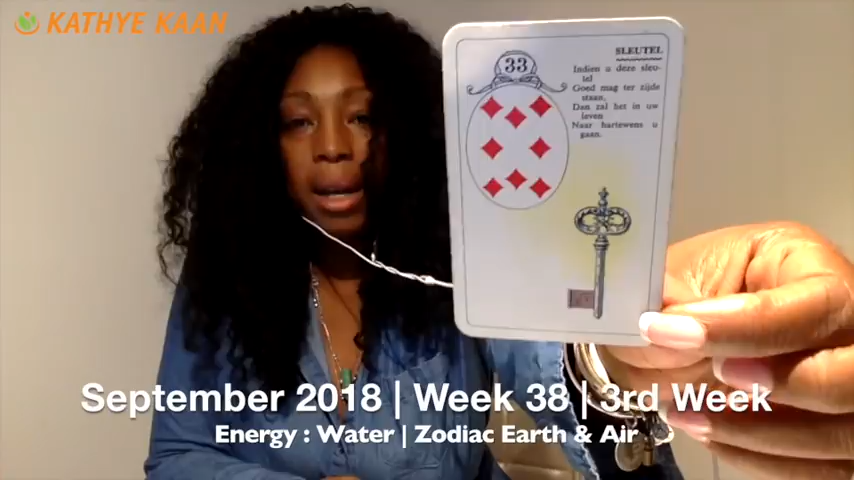 KATHYE KAAN
33
SLEUTEL
Indien u deze sleu-
tel
Goed mag ter zijde
staan,
Dan zal het in uw
leven
Naar hartewens u
gaan.
September 2018 | Week 38 | 3rd Week
Energy : Water | Zodiac Earth & Air